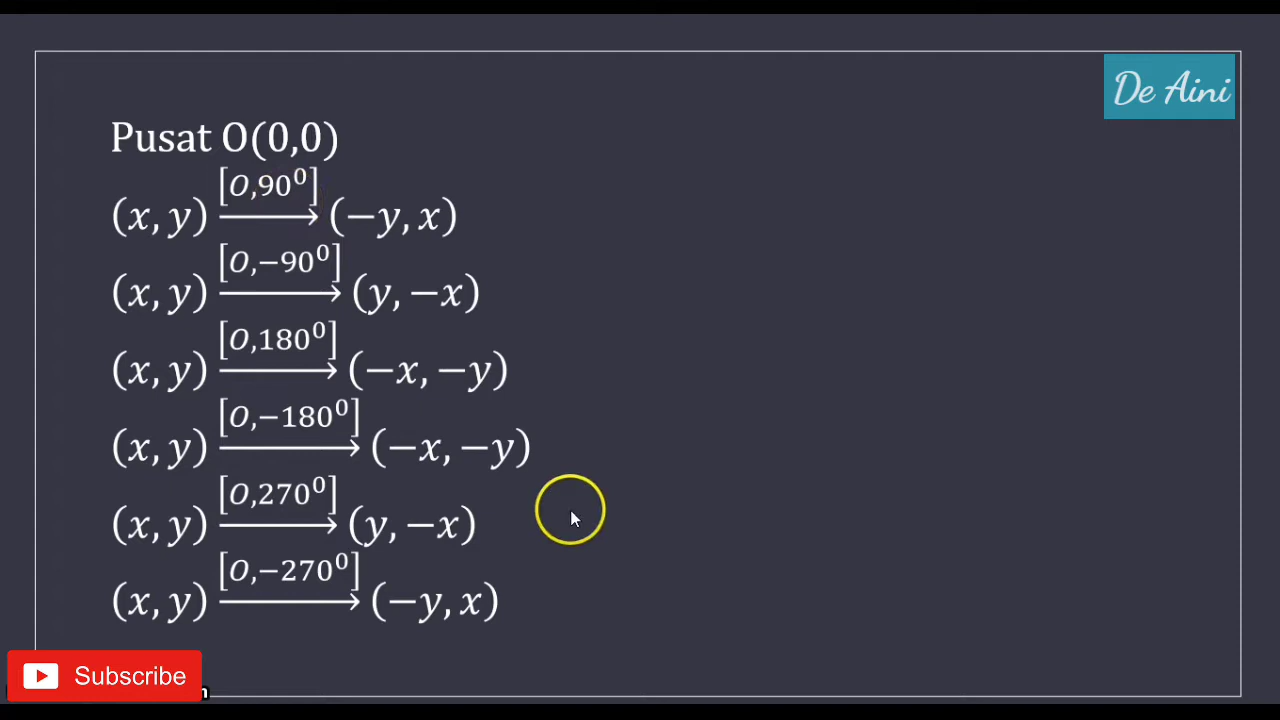 De Aini
Pusat O(0,0)
(x, y) [O,90⁰]→ (−y, x)
(x, y) [O,−90⁰]→ (y, −x)
(x, y) [O,180⁰]→ (−x, −y)
(x, y) [O,−180⁰]→ (−x, −y)
(x, y) [O,270⁰]→ (y, −x)
(x, y) [O,−270⁰]→ (−y, x)
Subscribe